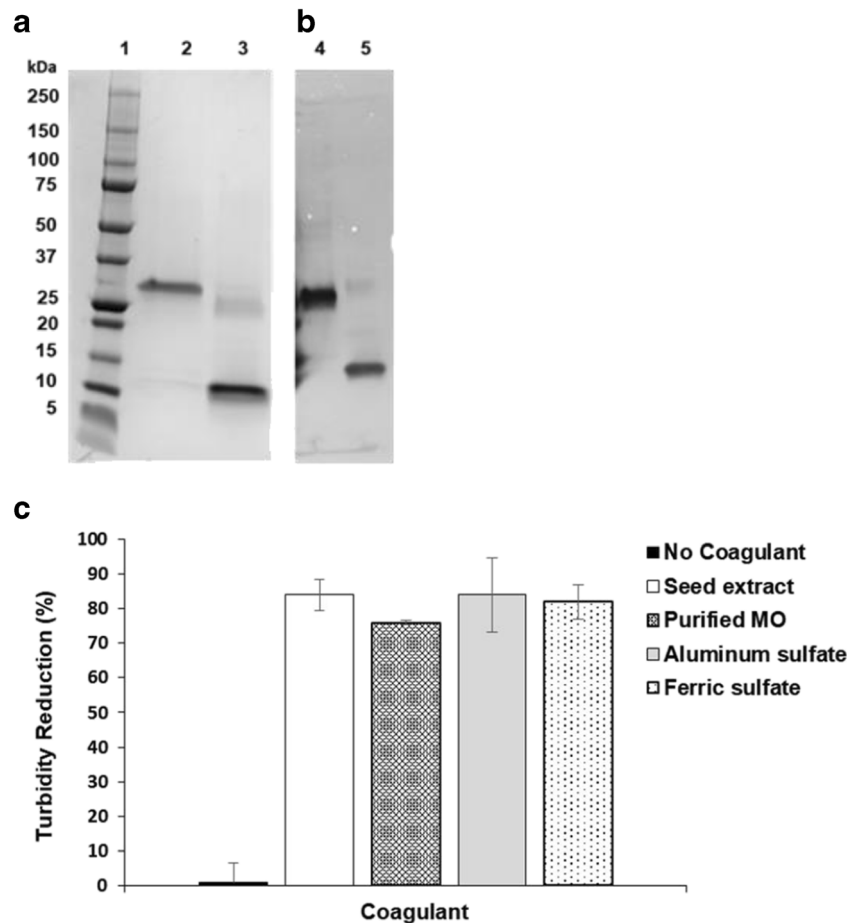 a
b
1 2 3 4 5
kDa
250
150
100
75
50
37
25
20
15
10
5
c
100
90
80
70
60
50
40
30
20
10
0
Turbidity Reduction (%)
Coagulant
No Coagulant
Seed extract
Purified MO
Aluminum sulfate
Ferric sulfate